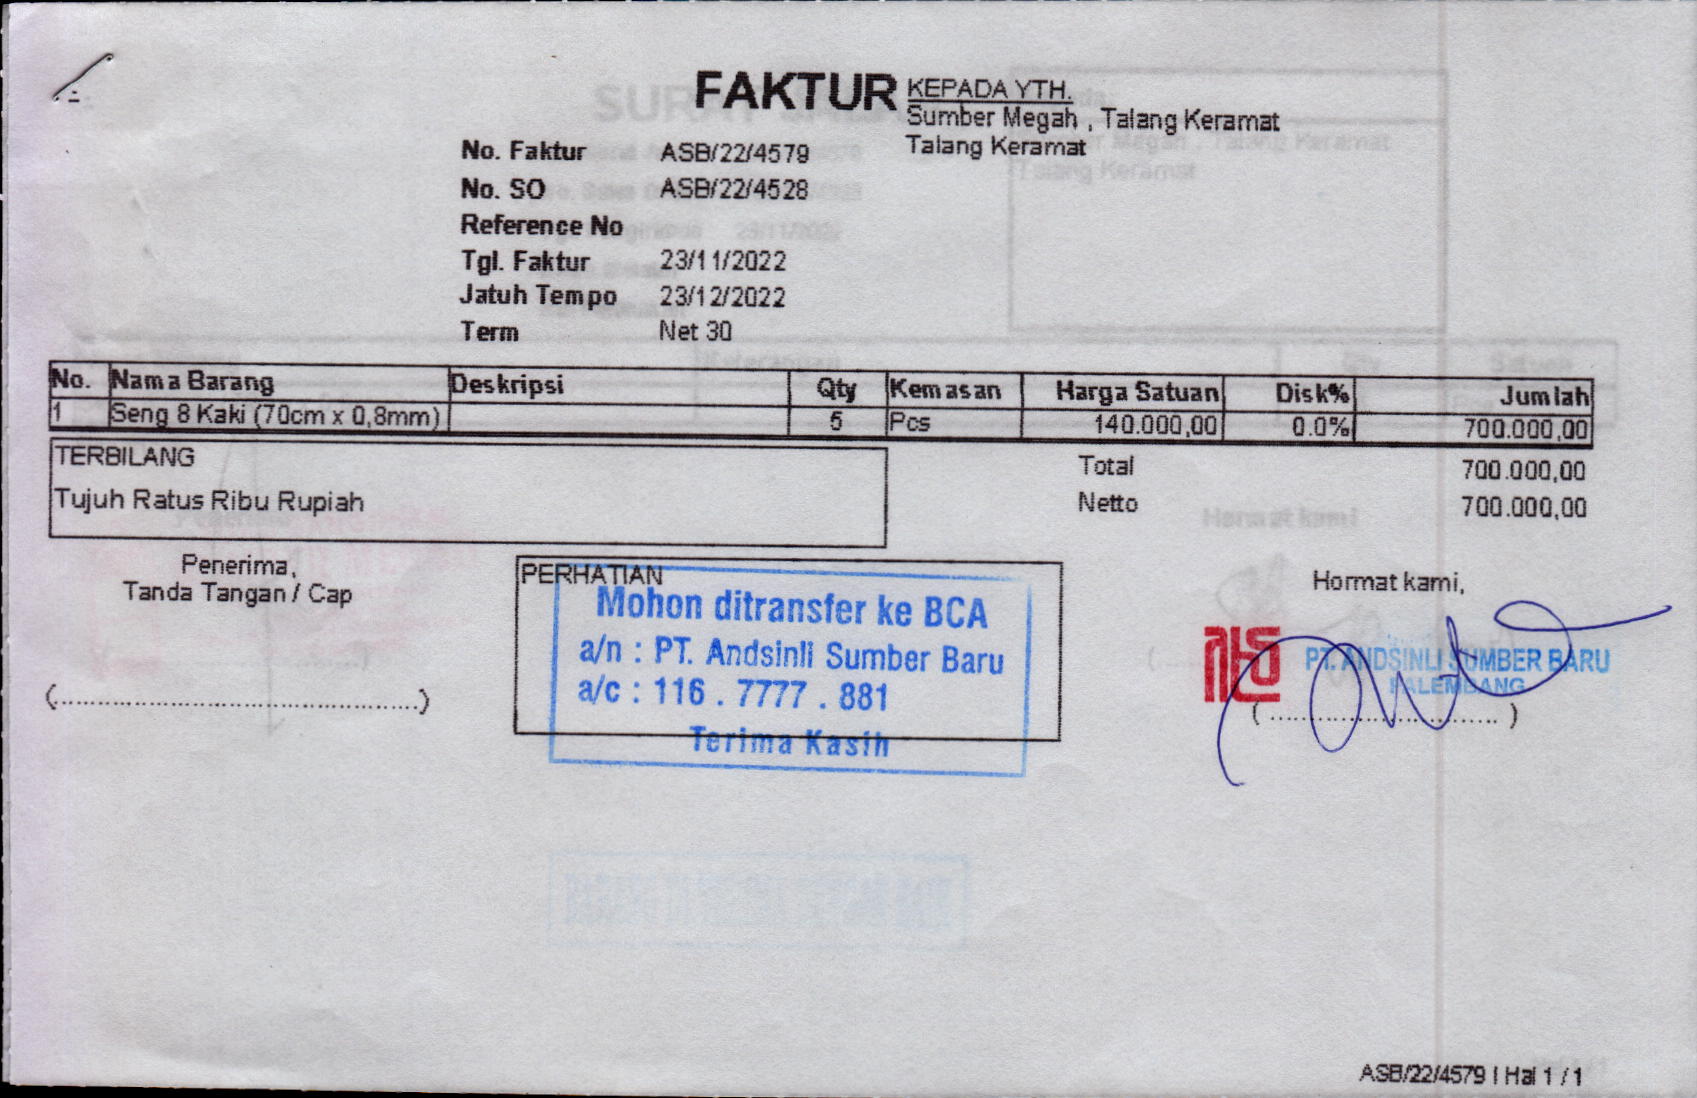 FAKTUR
KEPADA YTH.
Sumber Megah , Talang Keramat
Talang Keramat
No. Faktur ASB/22/4579
No. SO ASB/22/4528
Reference No
Tgl. Faktur 23/11/2022
Jatuh Tempo 23/12/2022
Term Net 30
No. Nama Barang Deskripsi Qty Kemasan Harga Satuan Disk% Jumlah
1 Seng 8 Kaki (70cm x 0,8mm) 5 Pcs 140.000,00 0.0% 700.000,00
TERBILANG
Tujuh Ratus Ribu Rupiah
Total 700.000,00
Netto 700.000,00
Penerima,
Tanda Tangan / Cap
(................................................)
PERHATIAN
Mohon ditransfer ke BCA
a/n : PT. Andsinli Sumber Baru
a/c : 116 . 7777 . 881
Terima Kasih
Hormat kami,
PT. ANDSINLI SUMBER BARU
PALEMBANG
( ............................... )
ASB/22/4579 | Hal 1 / 1